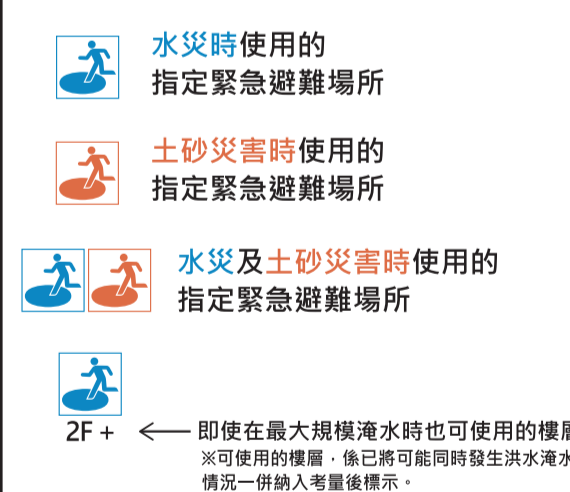 水災時使用的
指定緊急避難場所
土砂災害時使用的
指定緊急避難場所
水災及土砂災害時使用的
指定緊急避難場所
2F + ← 即使在最大規模淹水時也可使用的樓層
※可使用的樓層，係已將可能同時發生洪水淹水
情況一併納入考量後標示。